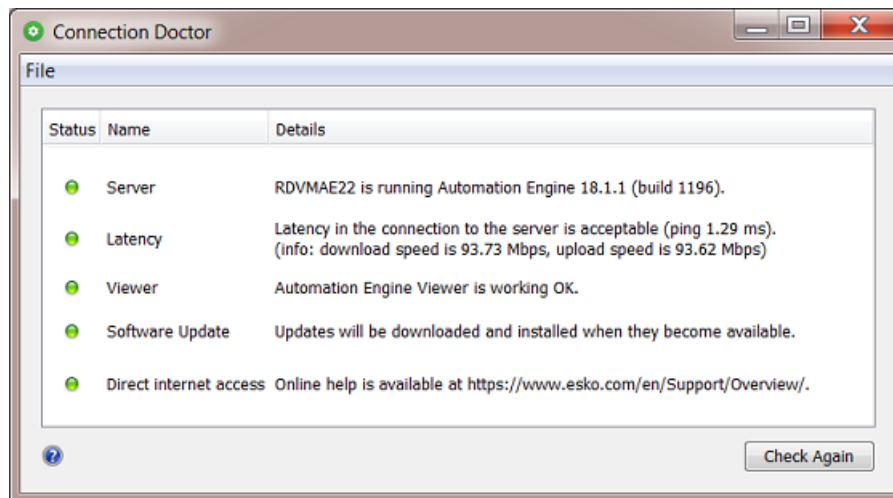 Connection Doctor
File
Status Name Details
Server RDVMAE22 is running Automation Engine 18.1.1 (build 1196).
Latency Latency in the connection to the server is acceptable (ping 1.29 ms).
(info: download speed is 93.73 Mbps, upload speed is 93.62 Mbps)
Viewer Automation Engine Viewer is working OK.
Software Update Updates will be downloaded and installed when they become available.
Direct internet access Online help is available at https://www.esko.com/en/Support/Overview/.
Check Again